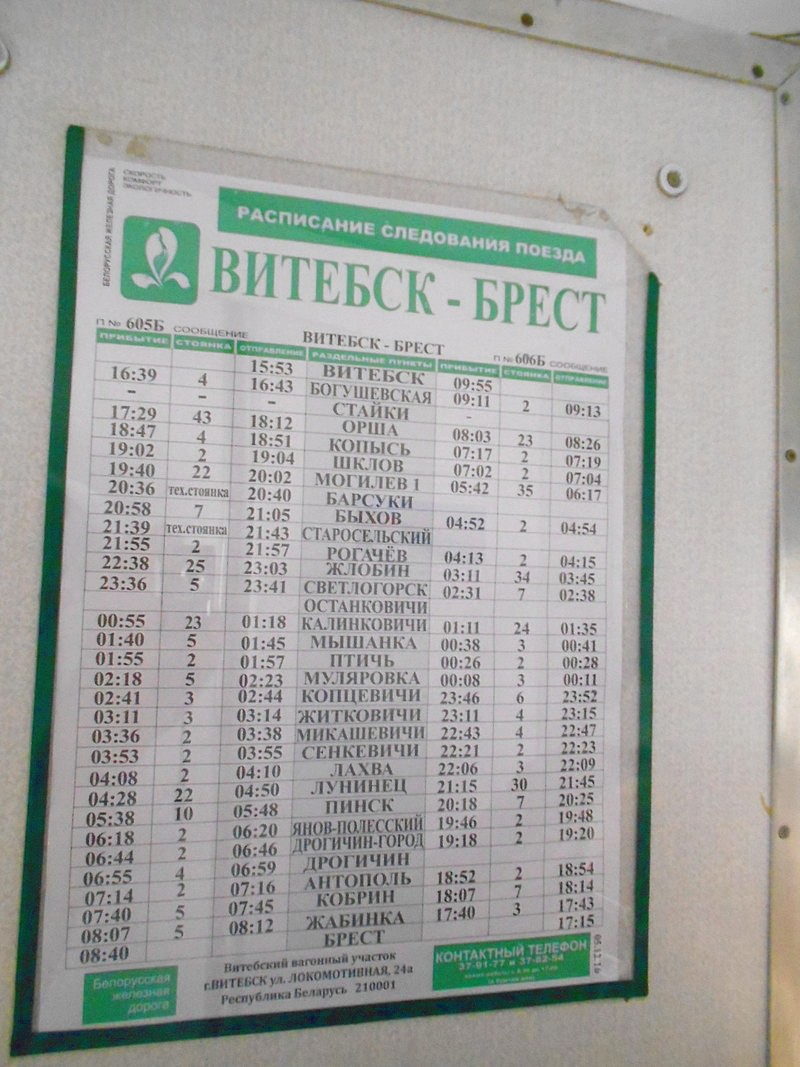 БЕЛОРУССКАЯ ЖЕЛЕЗНАЯ ДОРОГА
СКОРОСТЬ
КОМФОРТ
ЭКОЛОГИЧНОСТЬ
РАСПИСАНИЕ СЛЕДОВАНИЯ ПОЕЗДА
ВИТЕБСК - БРЕСТ
П № 605Б СООБЩЕНИЕ ВИТЕБСК - БРЕСТ П № 606Б СООБЩЕНИЕ
ПРИБЫТИЕ СТОЯНКА ОТПРАВЛЕНИЕ РАЗДЕЛЬНЫЕ ПУНКТЫ ПРИБЫТИЕ СТОЯНКА ОТПРАВЛЕНИЕ
15:53 ВИТЕБСК 09:55
16:39 4 16:43 БОГУШЕВСКАЯ 09:11 2 09:13
- - - СТАЙКИ -
17:29 43 18:12 ОРША 08:03 23 08:26
18:47 4 18:51 КОПЫСЬ 07:17 2 07:19
19:02 2 19:04 ШКЛОВ 07:02 2 07:04
19:40 22 20:02 МОГИЛЕВ 1 05:42 35 06:17
20:36 тех.стоянка 20:40 БАРСУКИ
20:58 7 21:05 БЫХОВ 04:52 2 04:54
21:39 тех.стоянка 21:43 СТАРОСЕЛЬСКИЙ
21:55 2 21:57 РОГАЧЁВ 04:13 2 04:15
22:38 25 23:03 ЖЛОБИН 03:11 34 03:45
23:36 5 23:41 СВЕТЛОГОРСК 02:31 7 02:38
ОСТАНКОВИЧИ
00:55 23 01:18 КАЛИНКОВИЧИ 01:11 24 01:35
01:40 5 01:45 МЫШАНКА 00:38 3 00:41
01:55 2 01:57 ПТИЧЬ 00:26 2 00:28
02:18 5 02:23 МУЛЯРОВКА 00:08 3 00:11
02:41 3 02:44 КОПЦЕВИЧИ 23:46 6 23:52
03:11 3 03:14 ЖИТКОВИЧИ 23:11 4 23:15
03:36 2 03:38 МИКАШЕВИЧИ 22:43 4 22:47
03:53 2 03:55 СЕНКЕВИЧИ 22:21 2 22:23
04:08 2 04:10 ЛАХВА 22:06 3 22:09
04:28 22 04:50 ЛУНИНЕЦ 21:15 30 21:45
05:38 10 05:48 ПИНСК 20:18 7 20:25
06:18 2 06:20 ЯНОВ-ПОЛЕССКИЙ 19:46 2 19:48
06:44 2 06:46 ДРОГИЧИН-ГОРОД 19:18 2 19:20
06:55 4 06:59 ДРОГИЧИН
07:14 2 07:16 АНТОПОЛЬ 18:52 2 18:54
07:40 5 07:45 КОБРИН 18:07 7 18:14
08:07 5 08:12 ЖАБИНКА 17:40 3 17:43
08:40 БРЕСТ 17:15
Белорусская
железная
дорога
Витебский вагонный участок
г.ВИТЕБСК ул. ЛОКОМОТИВНАЯ, 24а
Республика Беларусь 210001
КОНТАКТНЫЙ ТЕЛЕФОН
37-91-77 и 37-82-54